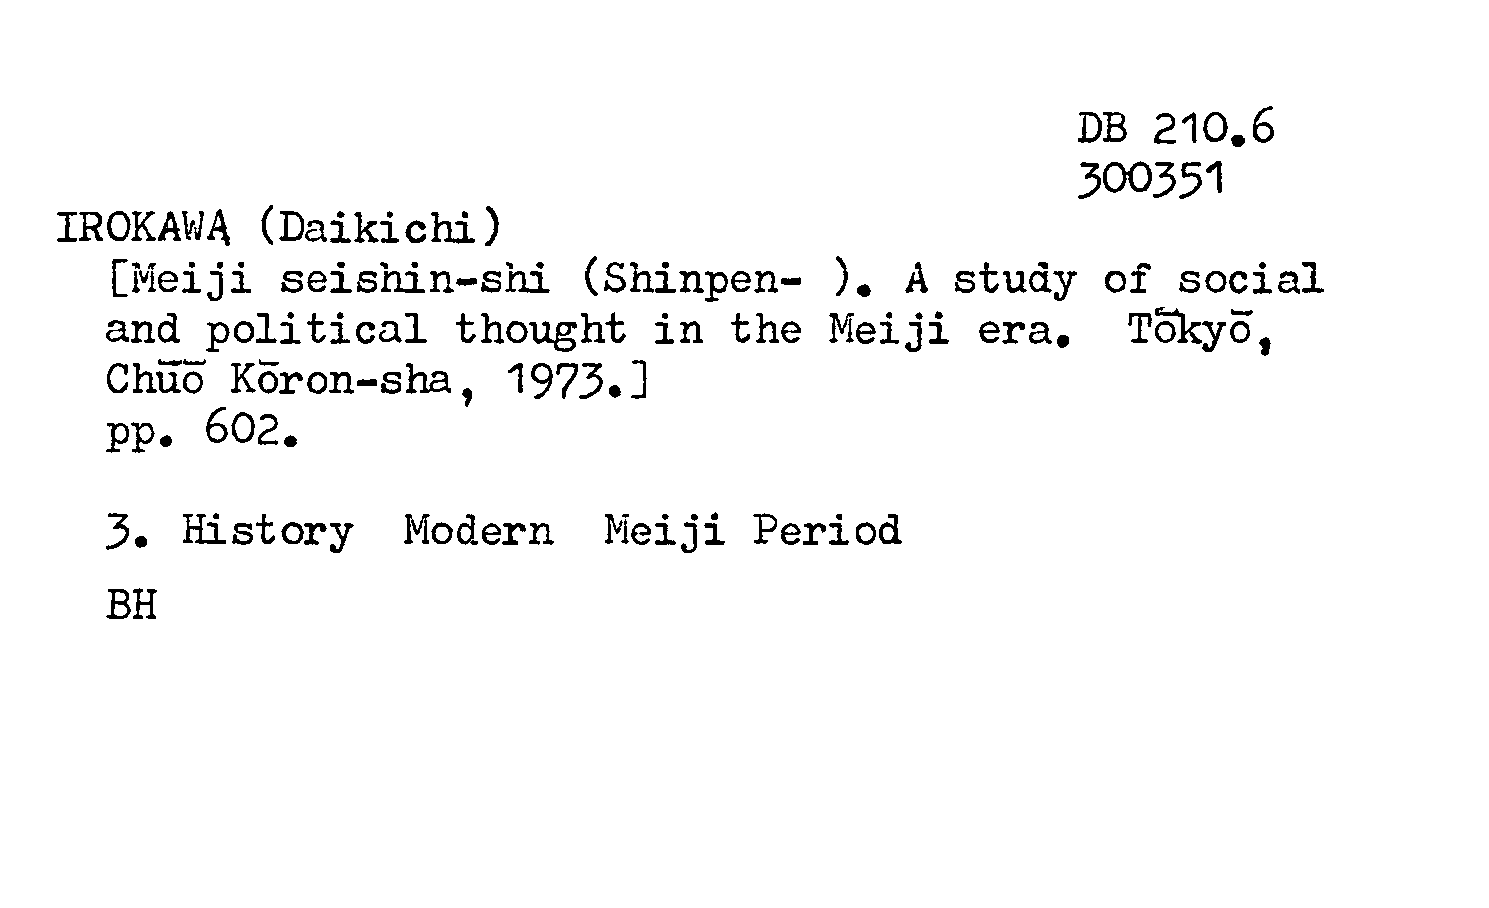 DB 210.6
300351
IROKAWA (Daikichi)
[Meiji seishin-shi (Shinpen- ). A study of social
and political thought in the Meiji era. Tōkyō,
Chūō Kōron-sha, 1973.]
pp. 602.
3. History Modern Meiji Period
BH